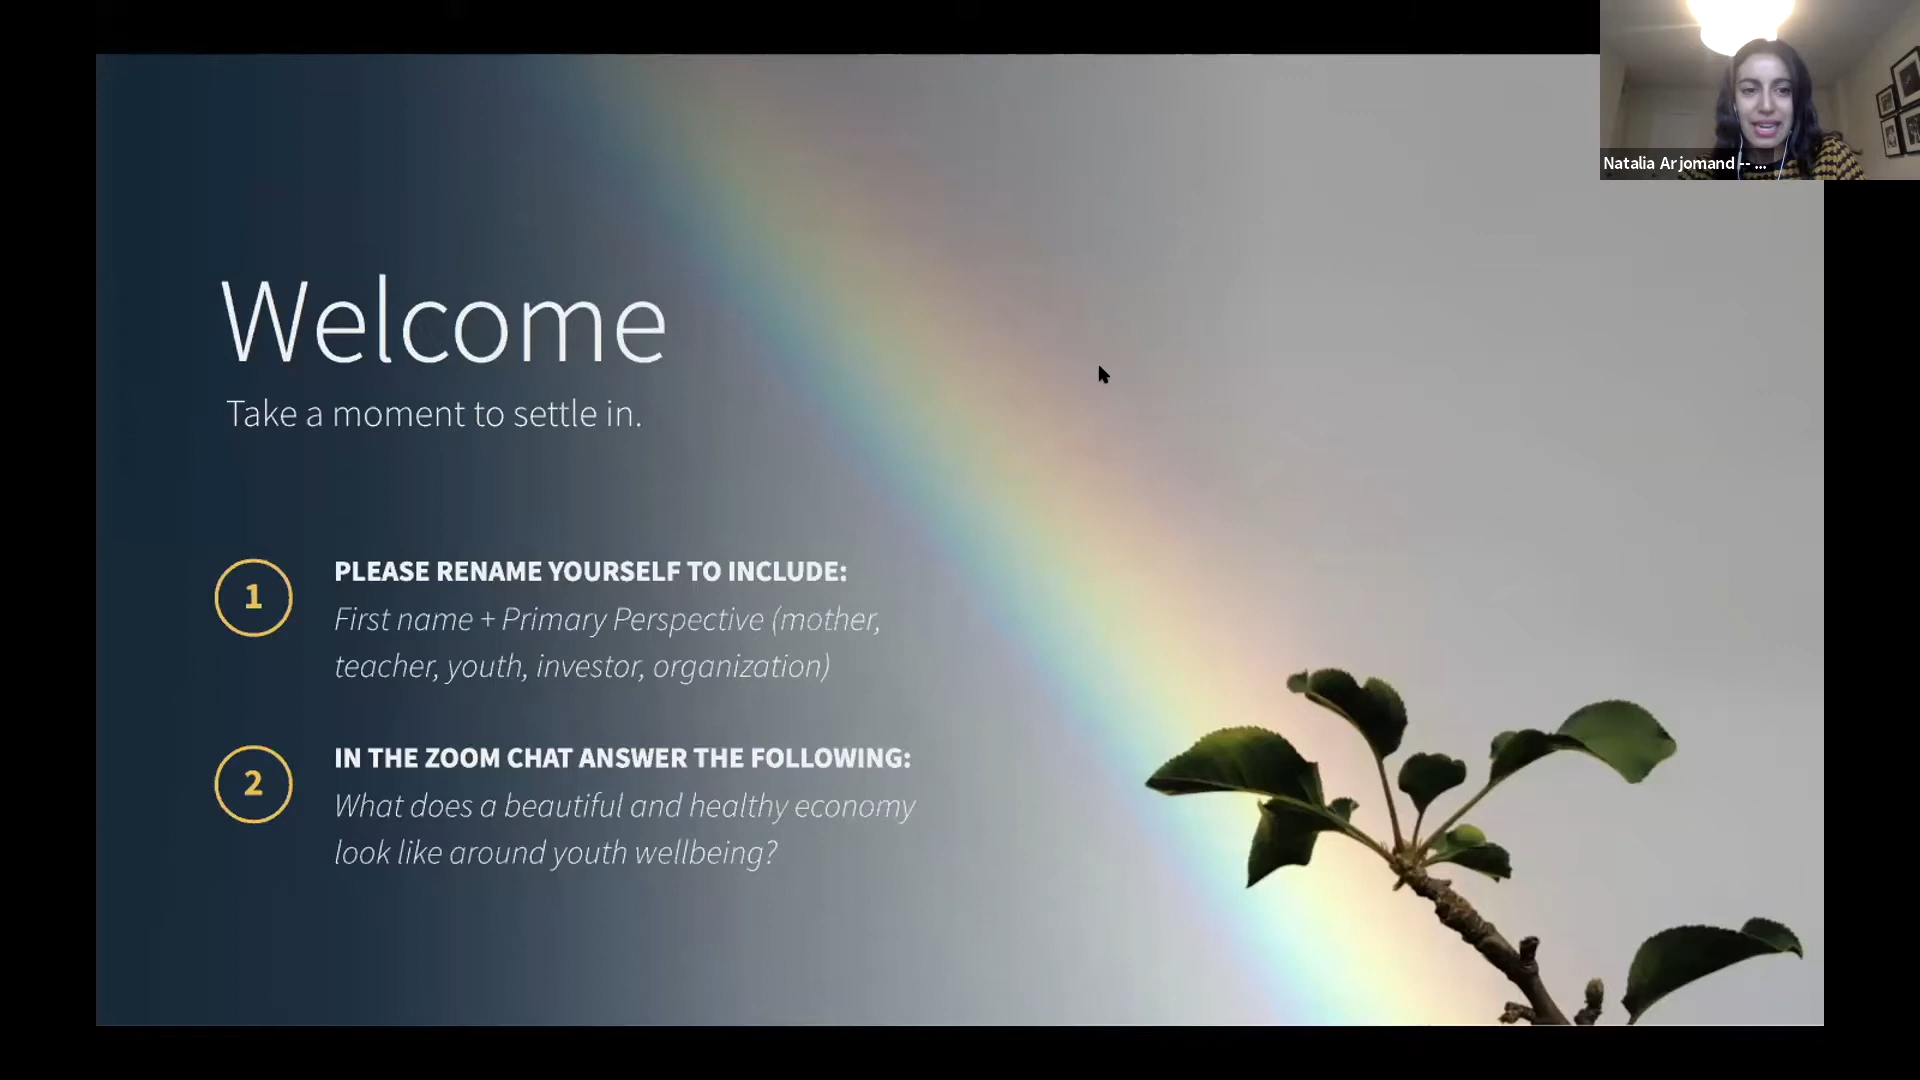 Natalia Arjomand -- ...
Welcome
Take a moment to settle in.
1
PLEASE RENAME YOURSELF TO INCLUDE:
First name + Primary Perspective (mother,
teacher, youth, investor, organization)
2
IN THE ZOOM CHAT ANSWER THE FOLLOWING:
What does a beautiful and healthy economy
look like around youth wellbeing?